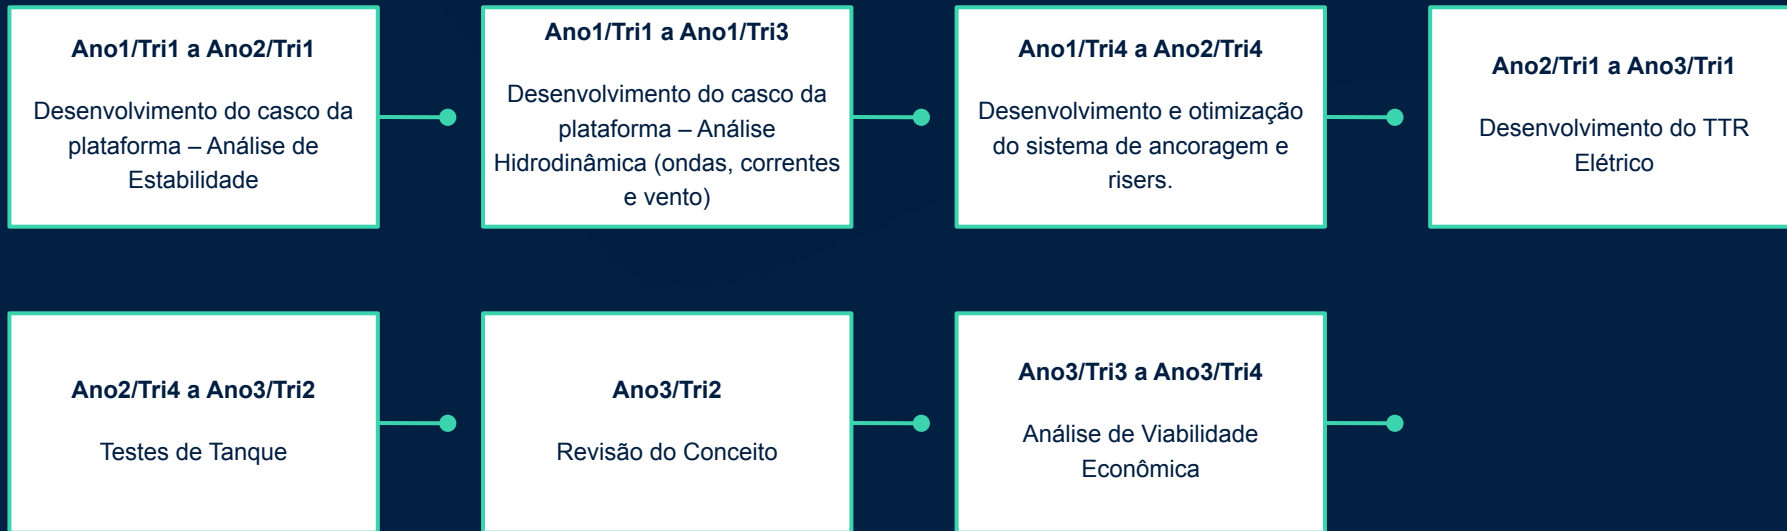 Ano1/Tri1 a Ano2/Tri1
Desenvolvimento do casco da
plataforma – Análise de
Estabilidade
Ano1/Tri1 a Ano1/Tri3
Desenvolvimento do casco da
plataforma – Análise
Hidrodinâmica (ondas, correntes
e vento)
Ano1/Tri4 a Ano2/Tri4
Desenvolvimento e otimização
do sistema de ancoragem e
risers.
Ano2/Tri1 a Ano3/Tri1
Desenvolvimento do TTR
Elétrico
Ano2/Tri4 a Ano3/Tri2
Testes de Tanque
Ano3/Tri2
Revisão do Conceito
Ano3/Tri3 a Ano3/Tri4
Análise de Viabilidade
Econômica